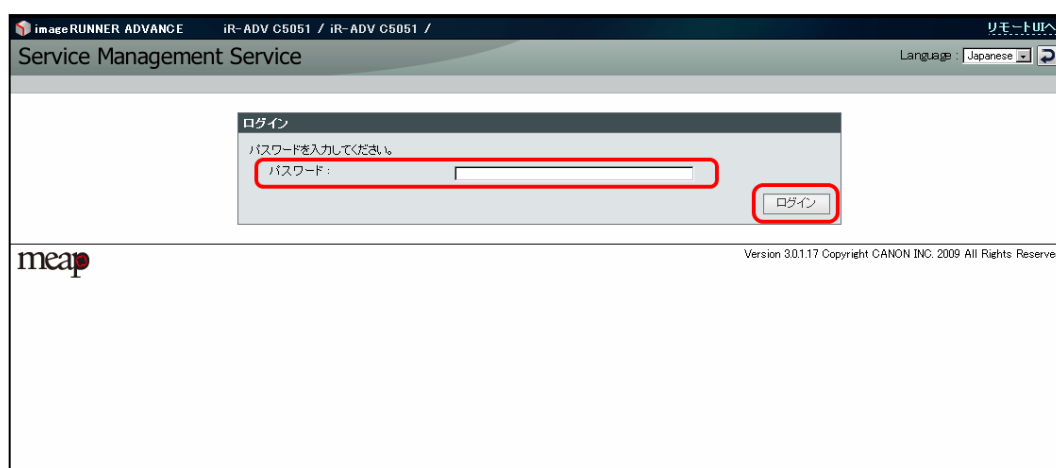 imageRUNNER ADVANCE iR-ADV C5051 / iR-ADV C5051 / リモートUIへ
Service Management Service Language : Japanese
ログイン
パスワードを入力してください。
パスワード :
ログイン
meap Version 3.0.1.17 Copyright CANON INC. 2009 All Rights Reserve